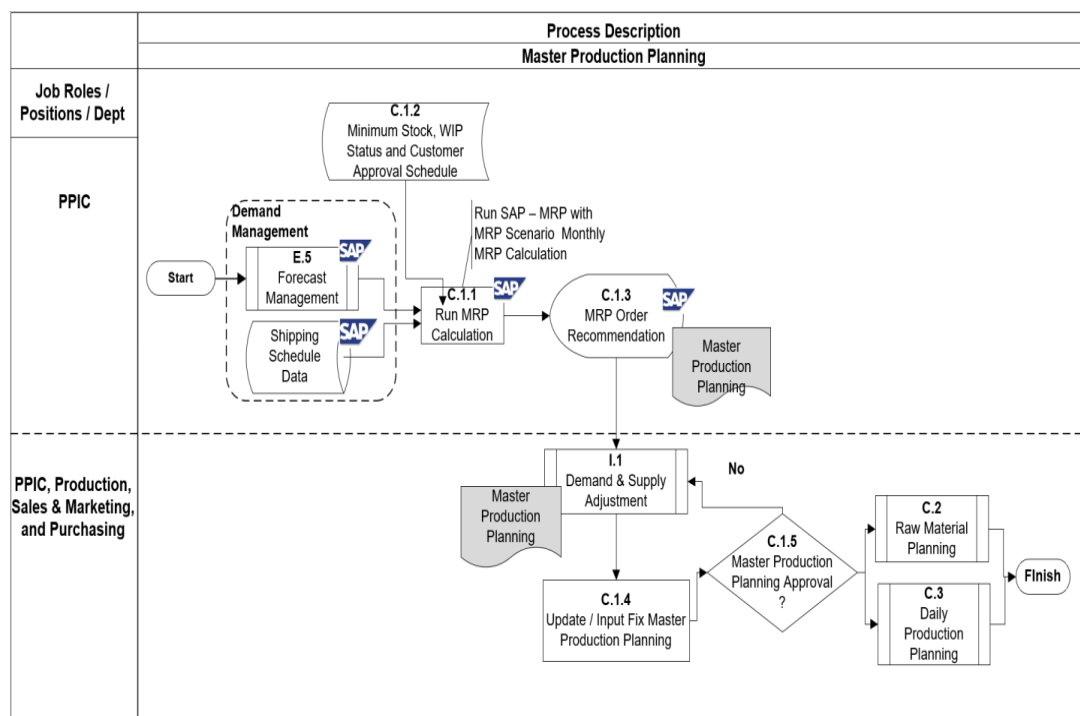 Process Description
Master Production Planning
Job Roles /
Positions / Dept
PPIC
C.1.2
Minimum Stock, WIP
Status and Customer
Approval Schedule
Demand
Management
Run SAP – MRP with
MRP Scenario Monthly
MRP Calculation
Start
SAP
E.5
Forecast
Management
SAP
Shipping
Schedule
Data
SAP
C.1.1
Run MRP
Calculation
SAP
C.1.3
MRP Order
Recommendation
Master
Production
Planning
PPIC, Production,
Sales & Marketing,
and Purchasing
I.1
Demand & Supply
Adjustment
No
Master
Production
Planning
C.1.4
Update / Input Fix Master
Production Planning
C.1.5
Master Production
Planning Approval
?
C.2
Raw Material
Planning
C.3
Daily
Production
Planning
FInish